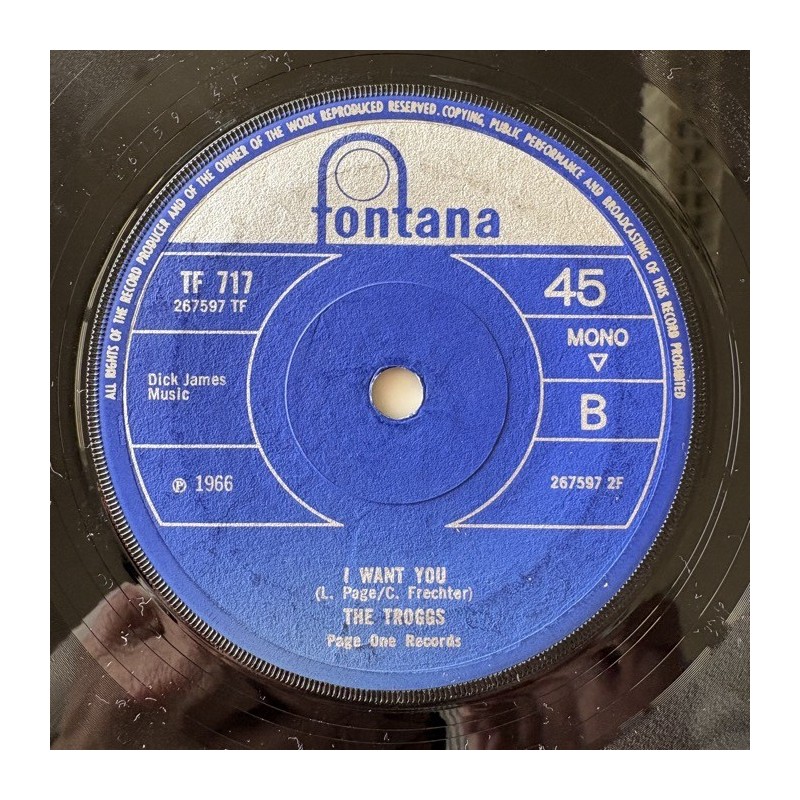 ALL RIGHTS OF THE RECORD PRODUCER AND OF THE OWNER OF THE WORK REPRODUCED RESERVED. COPYING, PUBLIC PERFORMANCE AND BROADCASTING OF THIS RECORD PROHIBITED
fontana
TF 717
267597 TF
45
MONO
Dick James
Music
B
℗ 1966
267597 2F
I WANT YOU
(L. Page/C. Frechter)
THE TROGGS
Page One Records